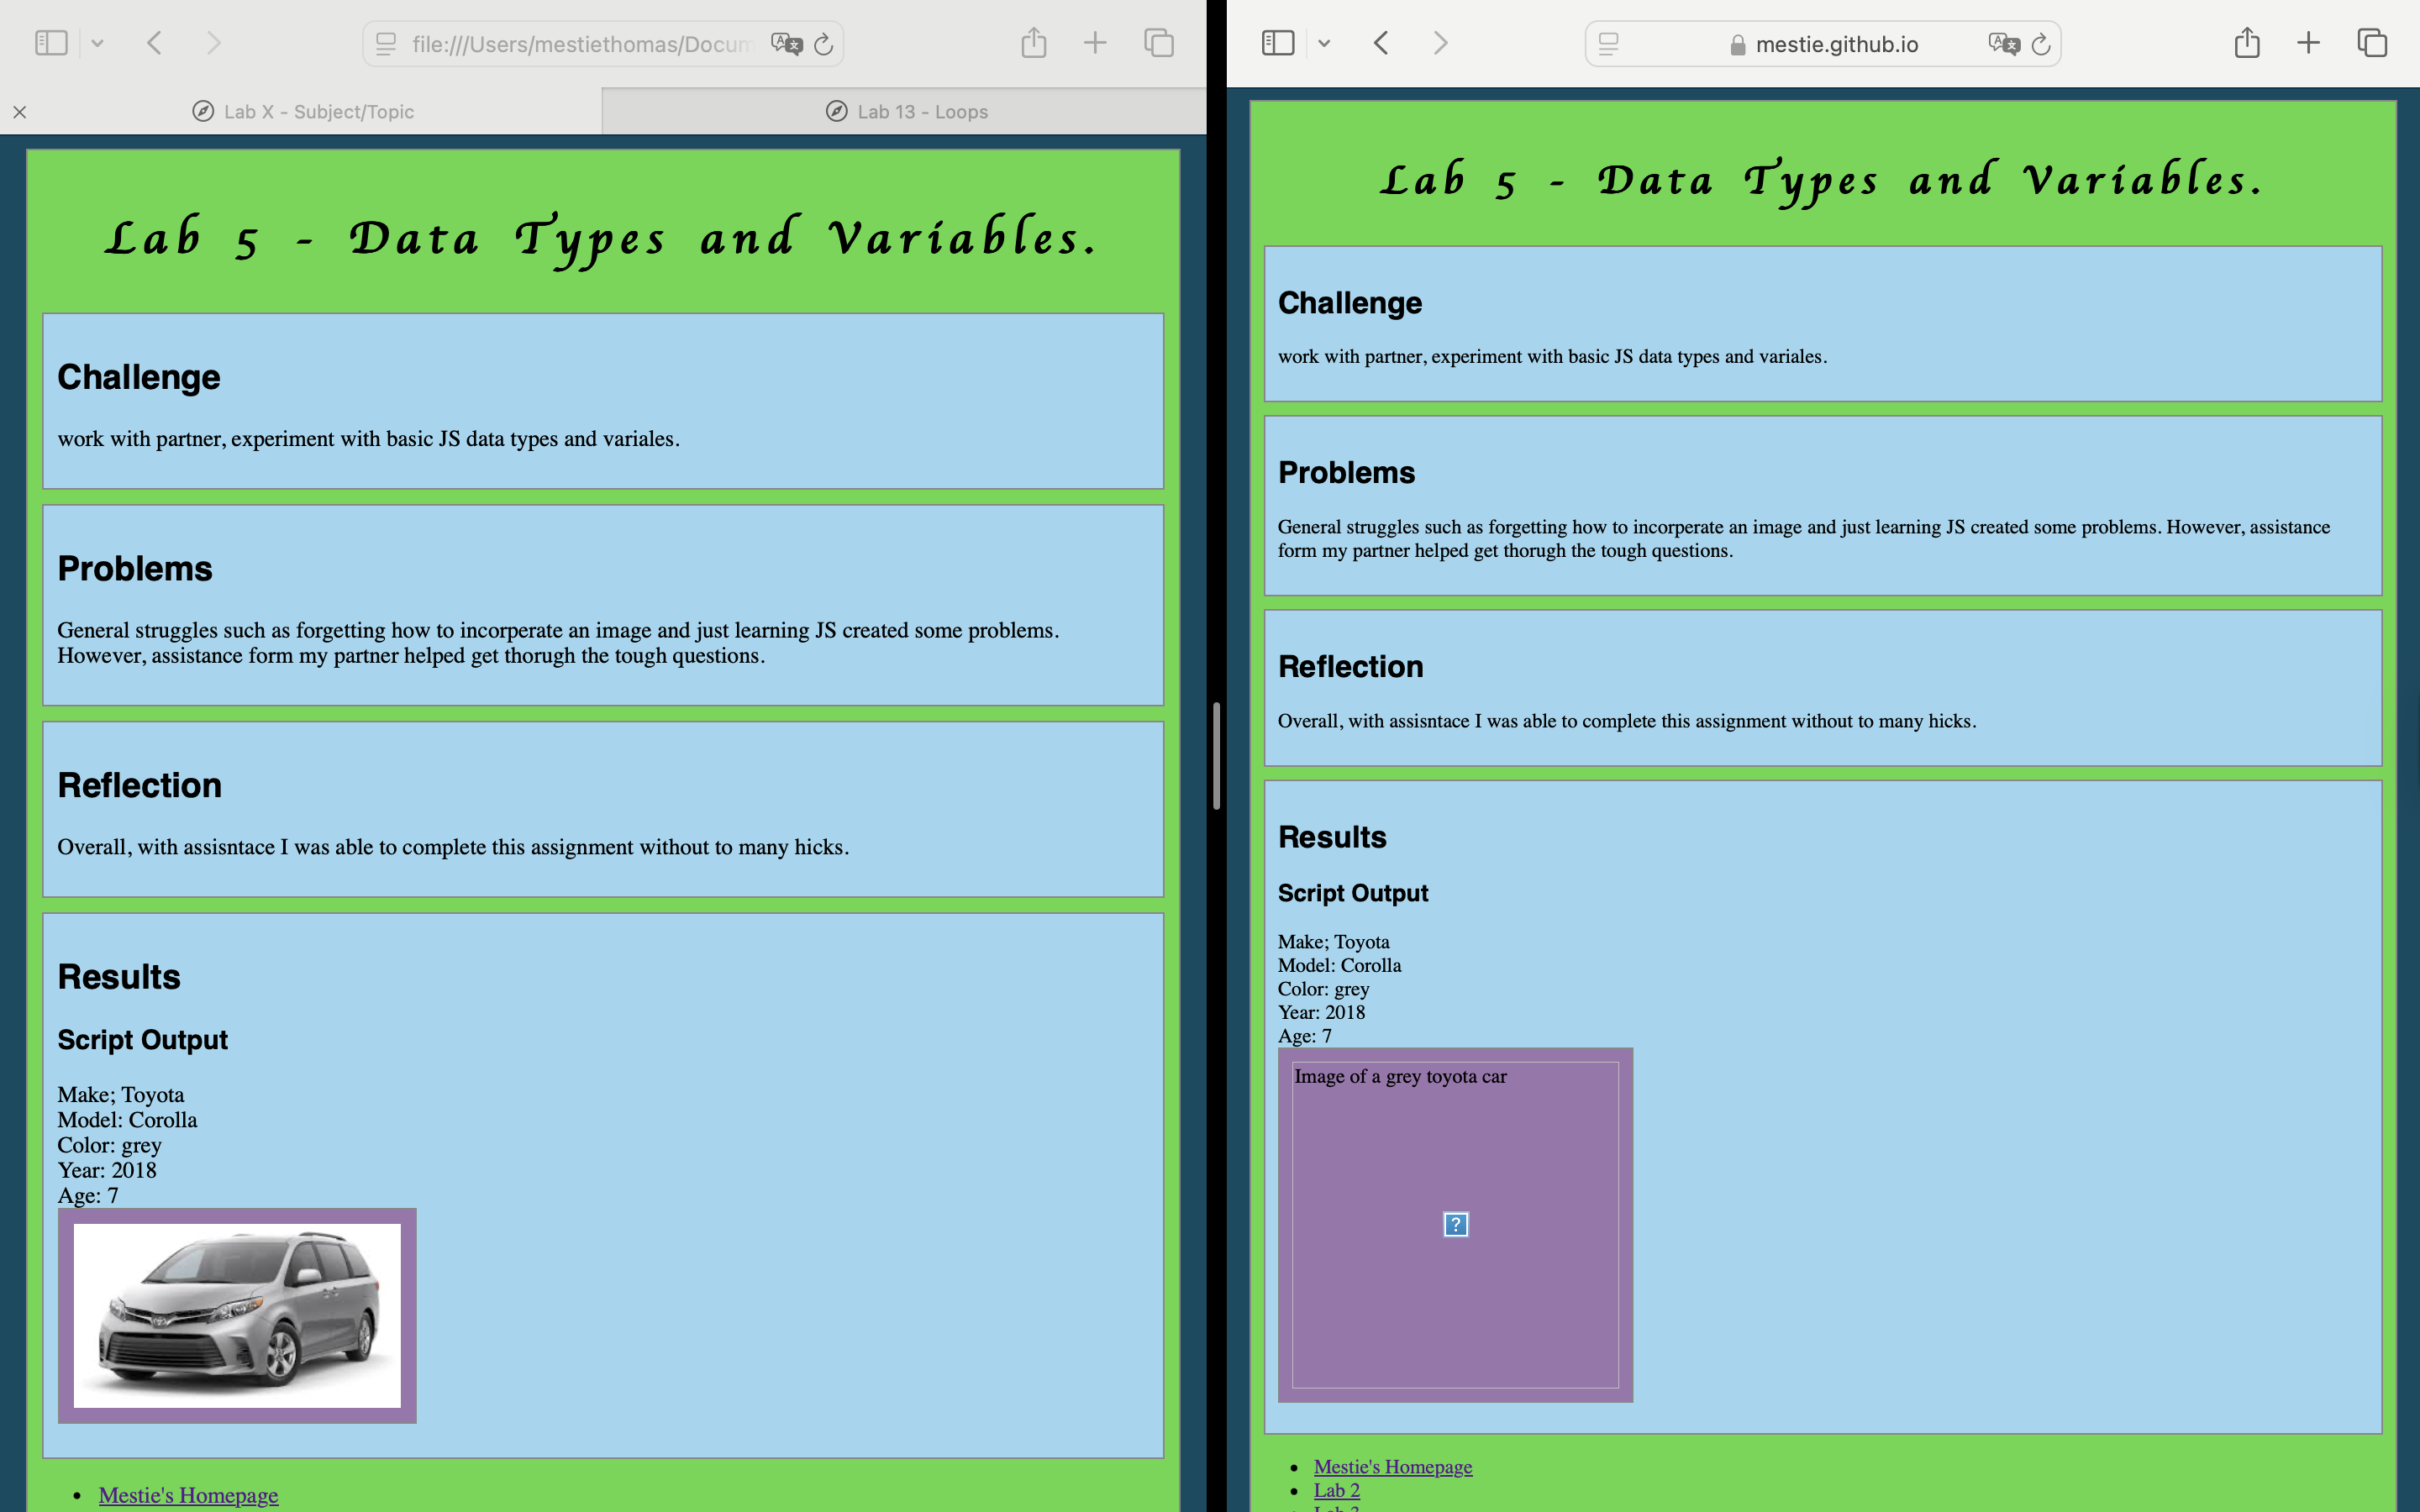 file:///Users/mestiethomas/Docum
Lab X - Subject/Topic
Lab 13 - Loops
Lab 5 - Data Types and Variables.
Challenge
work with partner, experiment with basic JS data types and variales.
Problems
General struggles such as forgetting how to incorperate an image and just learning JS created some problems.
However, assistance form my partner helped get thorugh the tough questions.
Reflection
Overall, with assisntace I was able to complete this assignment without to many hicks.
Results
Script Output
Make; Toyota
Model: Corolla
Color: grey
Year: 2018
Age: 7
Mestie's Homepage
mestie.github.io
Lab 5 - Data Types and Variables.
Challenge
work with partner, experiment with basic JS data types and variales.
Problems
General struggles such as forgetting how to incorperate an image and just learning JS created some problems. However, assistance
form my partner helped get thorugh the tough questions.
Reflection
Overall, with assisntace I was able to complete this assignment without to many hicks.
Results
Script Output
Make; Toyota
Model: Corolla
Color: grey
Year: 2018
Age: 7
Image of a grey toyota car
?
Mestie's Homepage
Lab 2
Lab 3